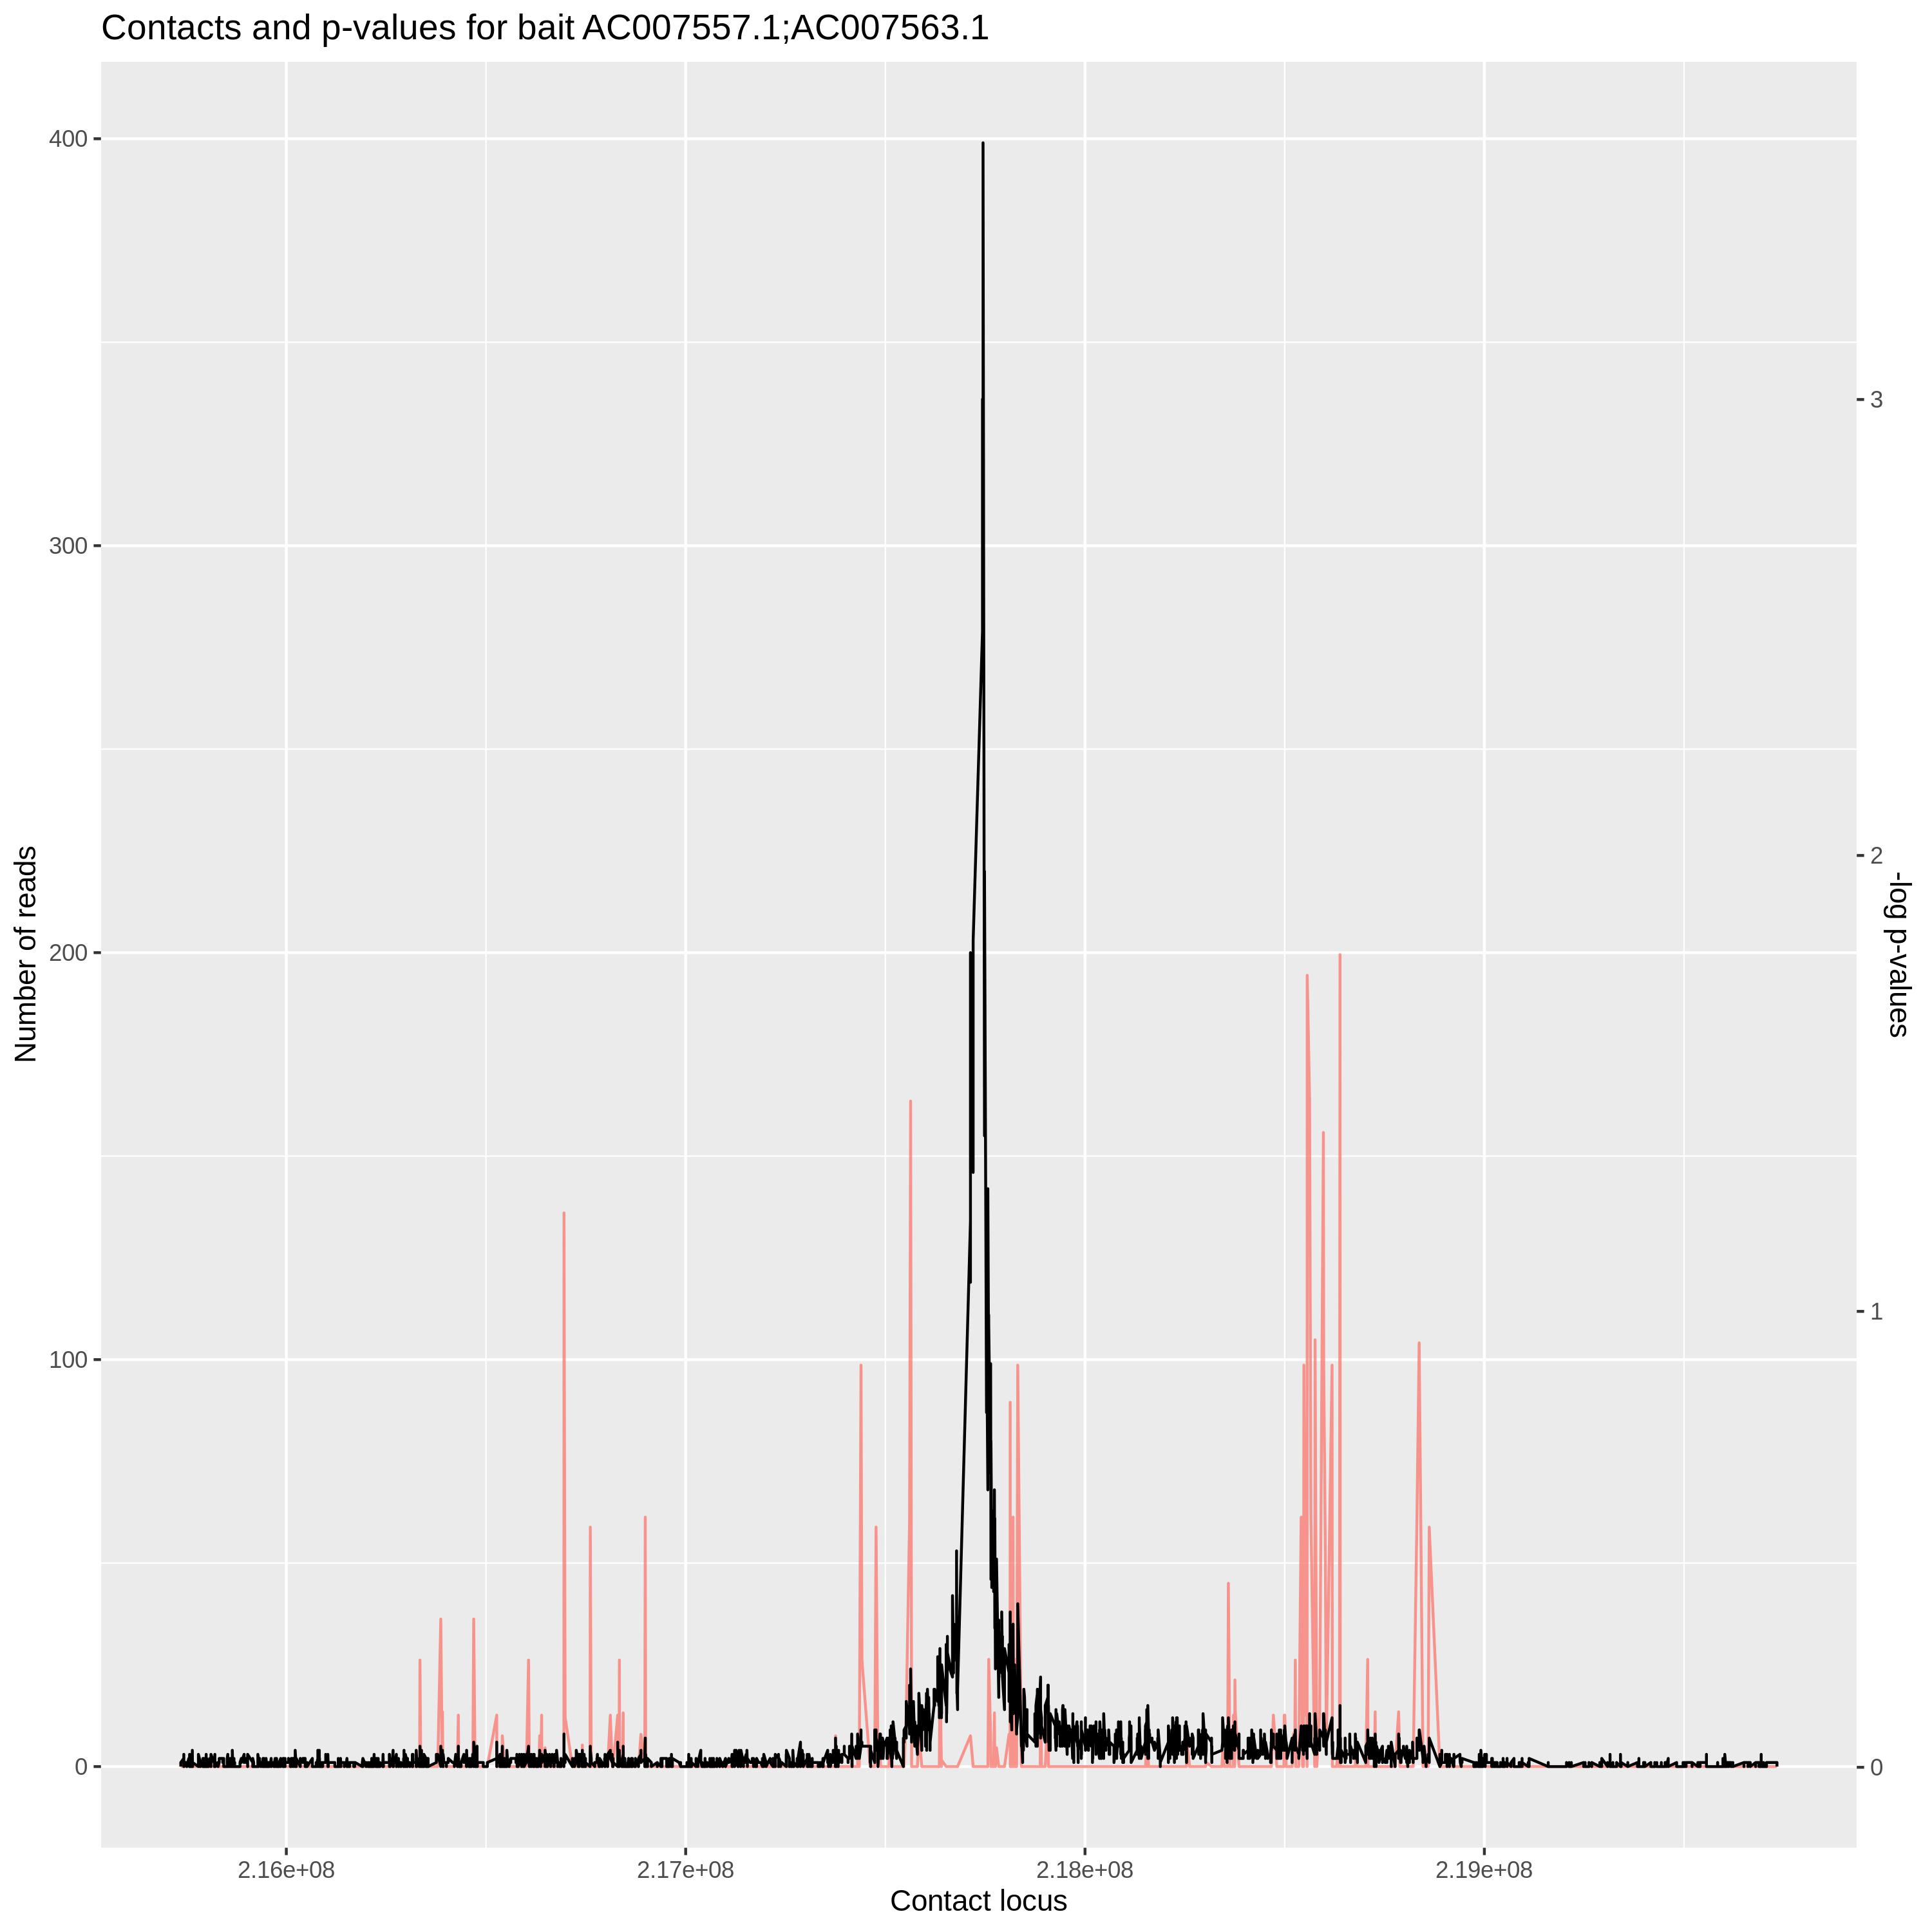 Contacts and p-values for bait AC007557.1;AC007563.1
400
300
200
100
0
Number of reads
3
2
1
0
-log p-values
2.16e+08
2.17e+08
2.18e+08
2.19e+08
Contact locus